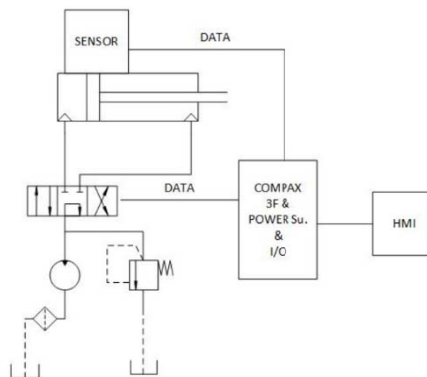 SENSOR
DATA
DATA
COMPAX
3F &
POWER Su.
&
I/O
HMI